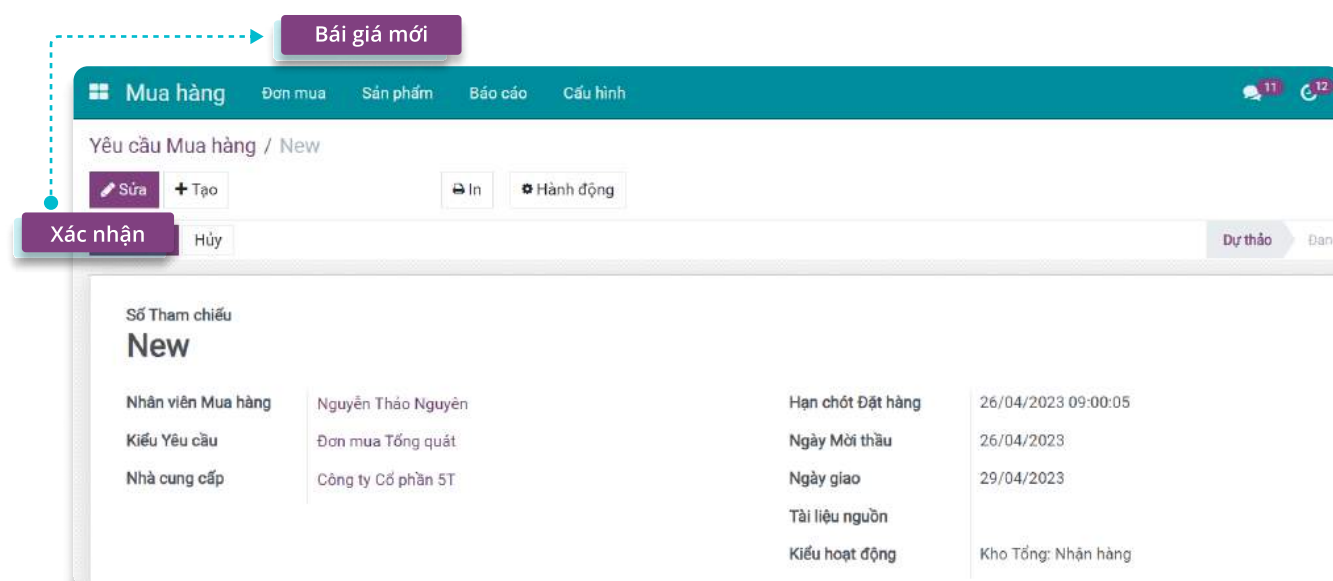 Bái giá mới
Mua hàng Đơn mua Sản phẩm Báo cáo Cấu hình 11 12
Yêu cầu Mua hàng / New
Sửa Tạo In Hành động
Xác nhận Hủy Dự thảo Đan
Số Tham chiếu
New
Nhân viên Mua hàng Nguyễn Thảo Nguyên Hạn chót Đặt hàng 26/04/2023 09:00:05
Kiểu Yêu cầu Đơn mua Tổng quát Ngày Mời thầu 26/04/2023
Nhà cung cấp Công ty Cổ phần 5T Ngày giao 29/04/2023
Tài liệu nguồn
Kiểu hoạt động Kho Tổng: Nhận hàng